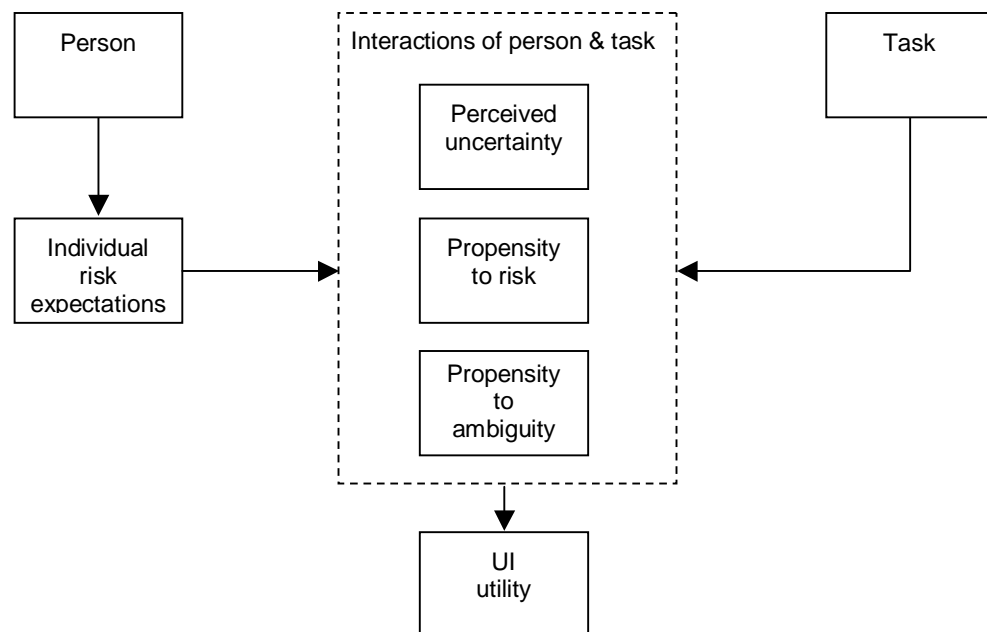 Person
Interactions of person & task
Task
Perceived
uncertainty
Individual
risk
expectations
Propensity
to risk
Propensity
to
ambiguity
UI
utility